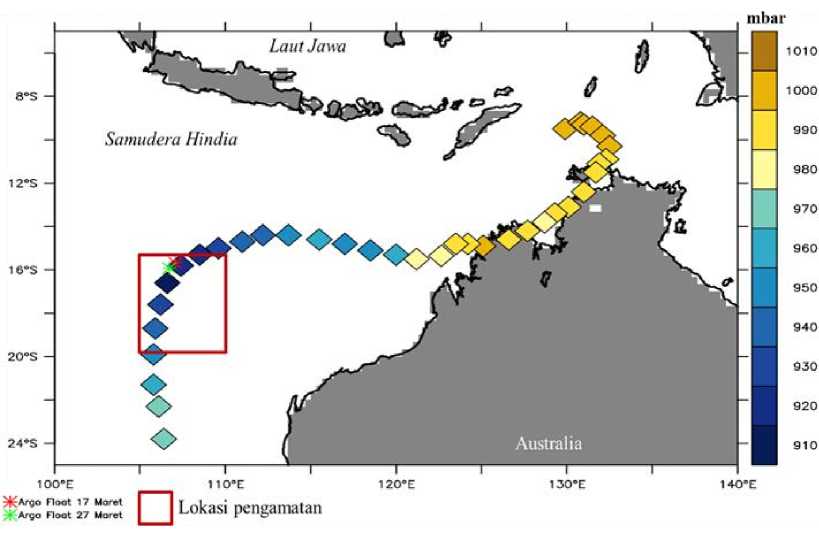 mbar
Laut Jawa
Samudera Hindia
Australia
8°S
12°S
16°S
20°S
24°S
100°E
110°E
120°E
130°E
140°E
1010
1000
990
980
970
960
950
940
930
920
910
Argo Float 17 Maret
Argo Float 27 Maret
Lokasi pengamatan